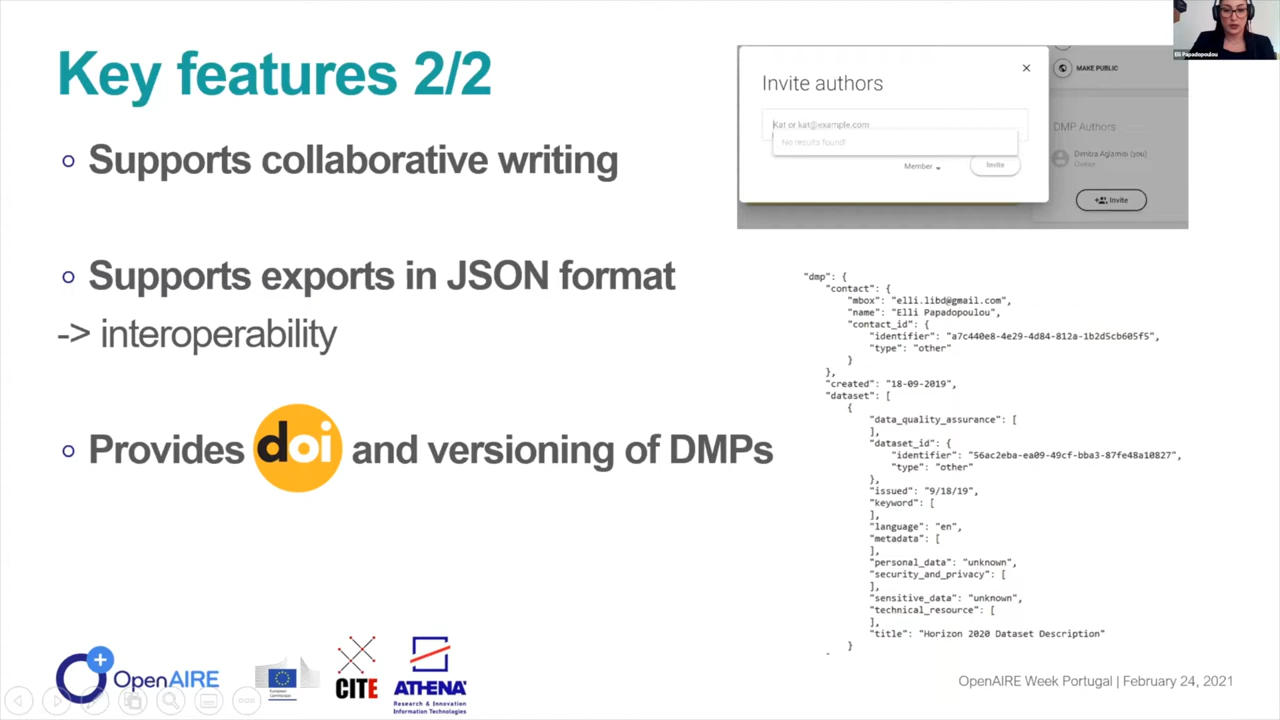 Key features 2/2
Supports collaborative writing
Supports exports in JSON format
-> interoperability
Provides doi and versioning of DMPs
Invite authors
Kat or kat@example.com
No results found!
Member
Invite
MAKE PUBLIC
DMP Authors
Dimitra Aglamisi (you)
Owner
Invite
Elli Papadopoulou
"dmp": {
"contact": {
"mbox": "elli.libd@gmail.com",
"name": "Elli Papadopoulou",
"contact_id": {
"identifier": "a7c440e8-4e29-4d84-812a-1b2d5cb605f5",
"type": "other"
}
},
"created": "18-09-2019",
"dataset": [
{
"data_quality_assurance": [
],
"dataset_id": {
"identifier": "56ac2eba-ea09-49cf-bba3-87fe48a10827",
"type": "other"
},
"issued": "9/18/19",
"keyword": [
],
"language": "en",
"metadata": [
],
"personal_data": "unknown",
"security_and_privacy": [
],
"sensitive_data": "unknown",
"technical_resource": [
],
"title": "Horizon 2020 Dataset Description"
}
OpenAIRE
European
Commission
CITE
ATHENA
Research & Innovation
Information Technologies
OpenAIRE Week Portugal | February 24, 2021